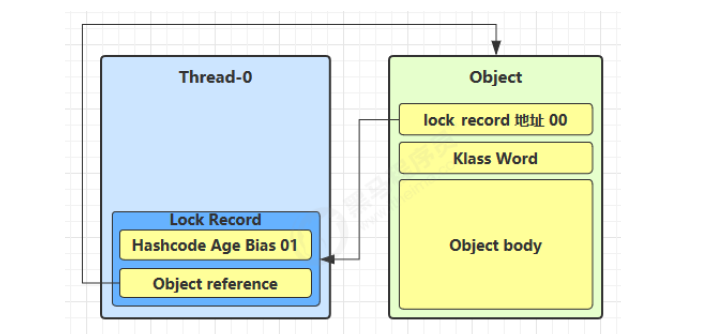 Thread-0
Lock Record
Hashcode Age Bias 01
Object reference
Object
lock record 地址 00
Klass Word
Object body